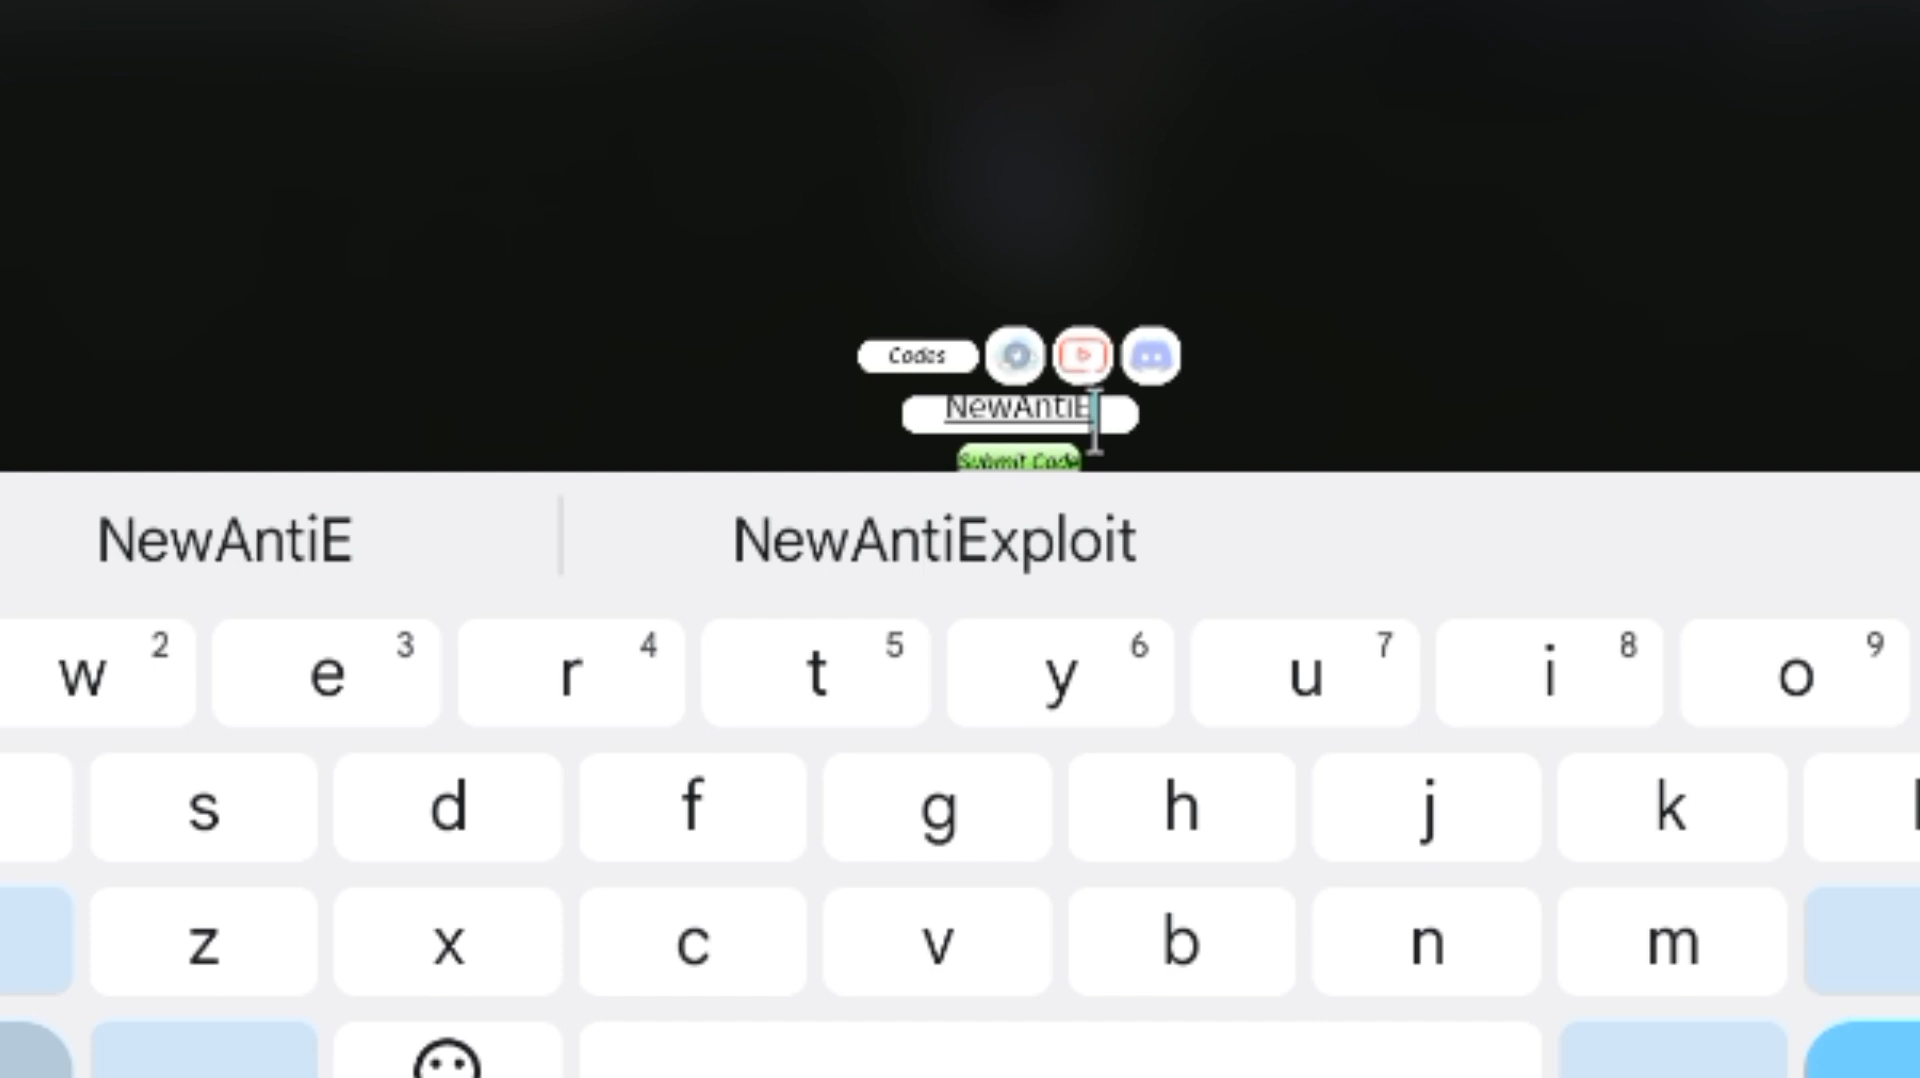 Codes
NewAntiE
Submit Code
NewAntiE NewAntiExploit
w 2 e 3 r 4 t 5 y 6 u 7 i 8 o 9
s d f g h j k
z x c v b n m